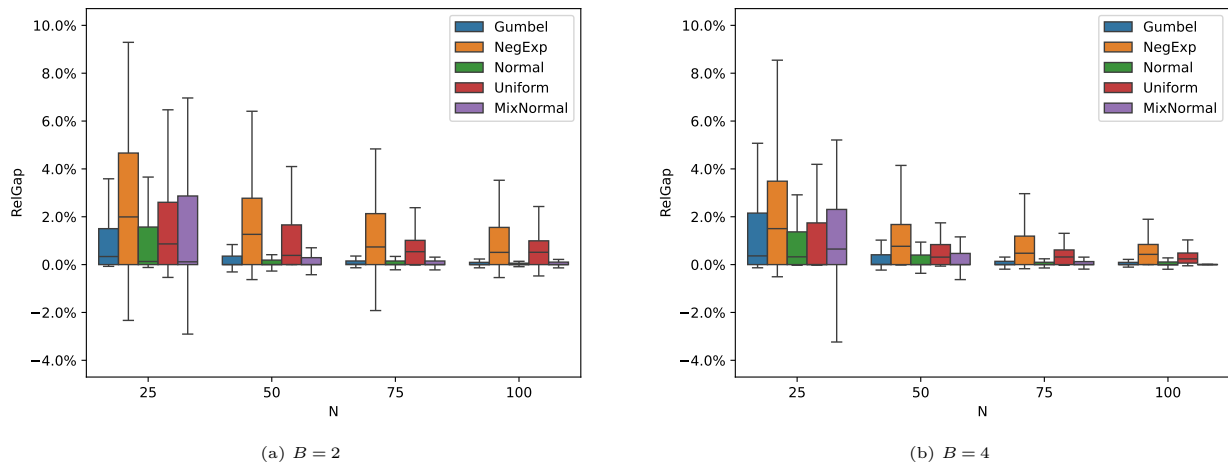 10.0%
8.0%
6.0%
4.0%
2.0%
0.0%
−2.0%
−4.0%
RelGap
Gumbel
NegExp
Normal
Uniform
MixNormal
25
50
75
100
N
(a) B = 2
10.0%
8.0%
6.0%
4.0%
2.0%
0.0%
−2.0%
−4.0%
RelGap
Gumbel
NegExp
Normal
Uniform
MixNormal
25
50
75
100
N
(b) B = 4